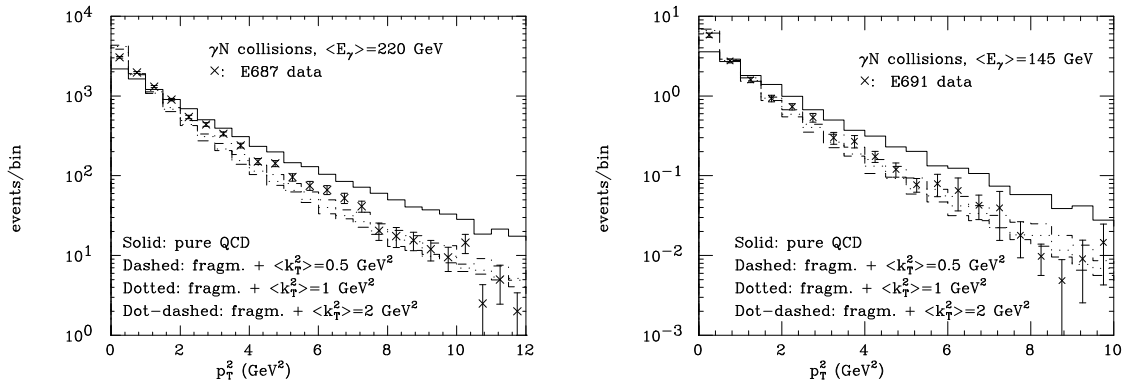 10^4
10^3
10^2
10^1
10^0
events/bin
γN collisions, <E_γ>=220 GeV
×: E687 data
Solid: pure QCD
Dashed: fragm. + <k_T^2>=0.5 GeV^2
Dotted: fragm. + <k_T^2>=1 GeV^2
Dot-dashed: fragm. + <k_T^2>=2 GeV^2
0 2 4 6 8 10 12
p_T^2 (GeV^2)
10^1
10^0
10^−1
10^−2
10^−3
events/bin
γN collisions, <E_γ>=145 GeV
×: E691 data
Solid: pure QCD
Dashed: fragm. + <k_T^2>=0.5 GeV^2
Dotted: fragm. + <k_T^2>=1 GeV^2
Dot-dashed: fragm. + <k_T^2>=2 GeV^2
0 2 4 6 8 10
p_T^2 (GeV^2)